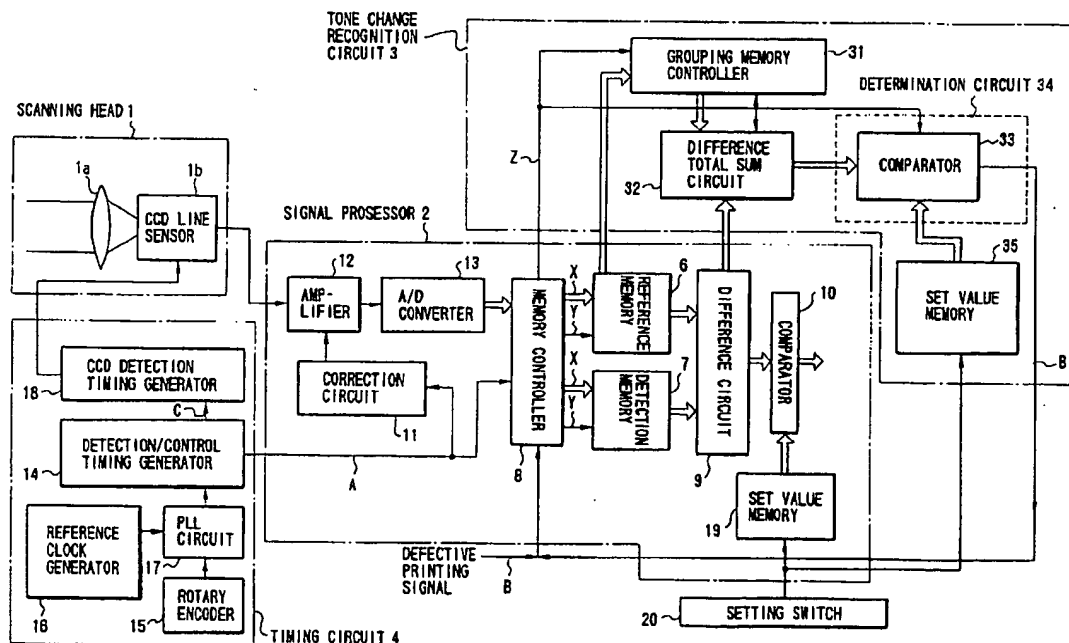 TONE CHANGE
RECOGNITION
CIRCUIT 3
31
GROUPING MEMORY
CONTROLLER
DETERMINATION CIRCUIT 34
SCANNING HEAD 1
1a
1b
CCD LINE
SENSOR
Z
32
DIFFERENCE
TOTAL SUM
CIRCUIT
33
COMPARATOR
SIGNAL PROSESSOR 2
12
AMP-
LIFIER
13
A/D
CONVERTER
MEMORY CONTROLLER
8
X
Y
6
REFERENCE
MEMORY
X
Y
7
DETECTION
MEMORY
DIFFERENCE CIRCUIT
9
10
COMPARATOR
35
SET VALUE
MEMORY
B
CORRECTION
CIRCUIT
11
18
CCD DETECTION
TIMING GENERATOR
C
14
DETECTION/CONTROL
TIMING GENERATOR
A
19
SET VALUE
MEMORY
16
REFERENCE
CLOCK
GENERATOR
PLL
CIRCUIT
17
15
ROTARY
ENCODER
TIMING CIRCUIT 4
DEFECTIVE
PRINTING
SIGNAL
B
20
SETTING SWITCH